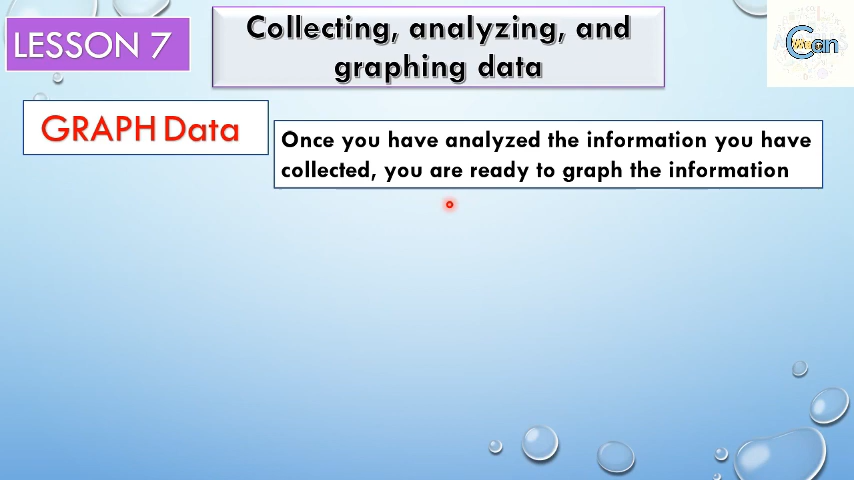 LESSON 7
Collecting, analyzing, and
graphing data
Can
GRAPH Data
Once you have analyzed the information you have
collected, you are ready to graph the information